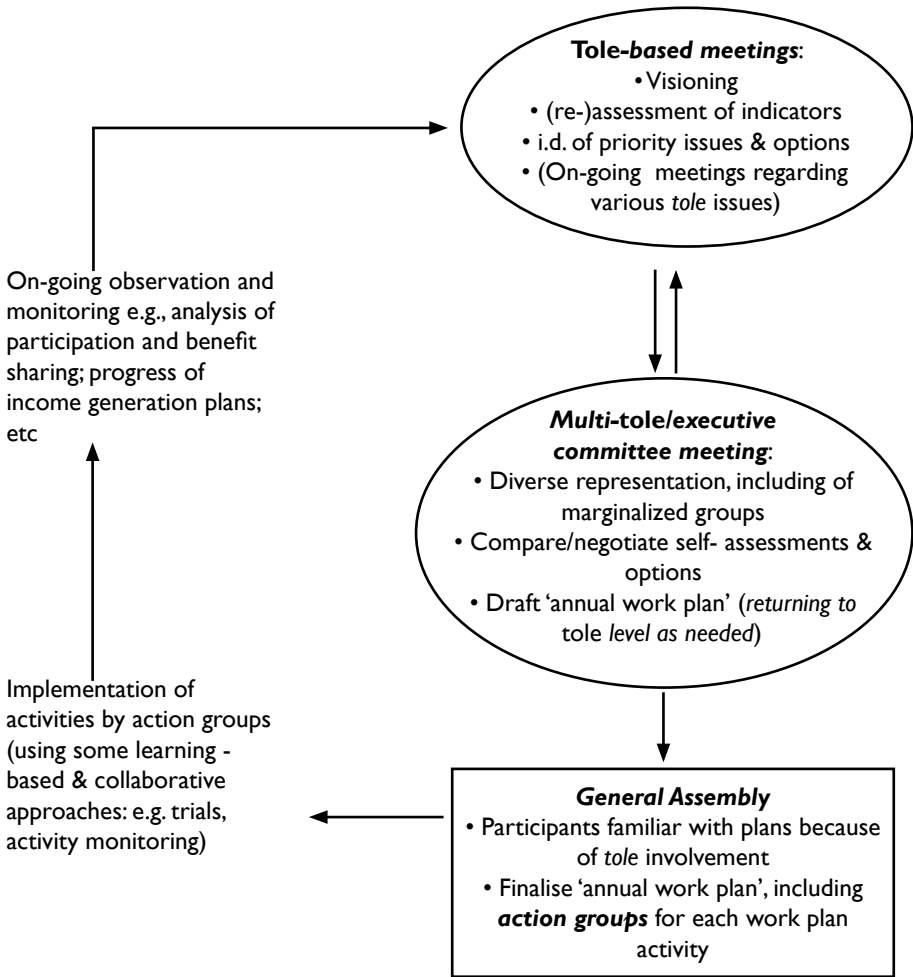 Tole-based meetings:
• Visioning
• (re-)assessment of indicators
• i.d. of priority issues & options
• (On-going meetings regarding
various tole issues)
Multi-tole/executive
committee meeting:
• Diverse representation, including of
marginalized groups
• Compare/negotiate self- assessments &
options
• Draft ‘annual work plan’ (returning to
tole level as needed)
General Assembly
• Participants familiar with plans because
of tole involvement
• Finalise ‘annual work plan’, including
action groups for each work plan
activity
Implementation of
activities by action groups
(using some learning -
based & collaborative
approaches: e.g. trials,
activity monitoring)
On-going observation and
monitoring e.g., analysis of
participation and benefit
sharing; progress of
income generation plans;
etc